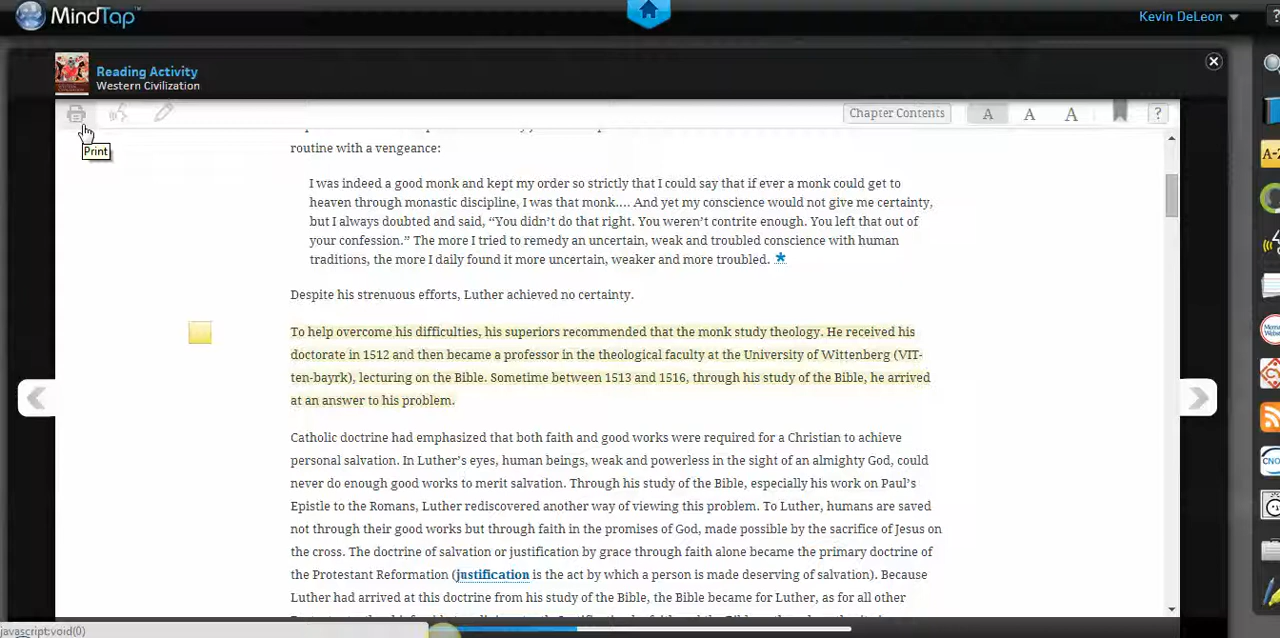 MindTap
Kevin DeLeon
?
Reading Activity
Western Civilization
Chapter Contents
A
A
A
?
Print
routine with a vengeance:
I was indeed a good monk and kept my order so strictly that I could say that if ever a monk could get to
heaven through monastic discipline, I was that monk.... And yet my conscience would not give me certainty,
but I always doubted and said, “You didn’t do that right. You weren’t contrite enough. You left that out of
your confession.” The more I tried to remedy an uncertain, weak and troubled conscience with human
traditions, the more I daily found it more uncertain, weaker and more troubled. *
Despite his strenuous efforts, Luther achieved no certainty.
To help overcome his difficulties, his superiors recommended that the monk study theology. He received his
doctorate in 1512 and then became a professor in the theological faculty at the University of Wittenberg (VIT-
ten-bayrk), lecturing on the Bible. Sometime between 1513 and 1516, through his study of the Bible, he arrived
at an answer to his problem.
Catholic doctrine had emphasized that both faith and good works were required for a Christian to achieve
personal salvation. In Luther’s eyes, human beings, weak and powerless in the sight of an almighty God, could
never do enough good works to merit salvation. Through his study of the Bible, especially his work on Paul’s
Epistle to the Romans, Luther rediscovered another way of viewing this problem. To Luther, humans are saved
not through their good works but through faith in the promises of God, made possible by the sacrifice of Jesus on
the cross. The doctrine of salvation or justification by grace through faith alone became the primary doctrine of
the Protestant Reformation (justification is the act by which a person is made deserving of salvation). Because
Luther had arrived at this doctrine from his study of the Bible, the Bible became for Luther, as for all other
A-Z
CNO
javascript:void(0)